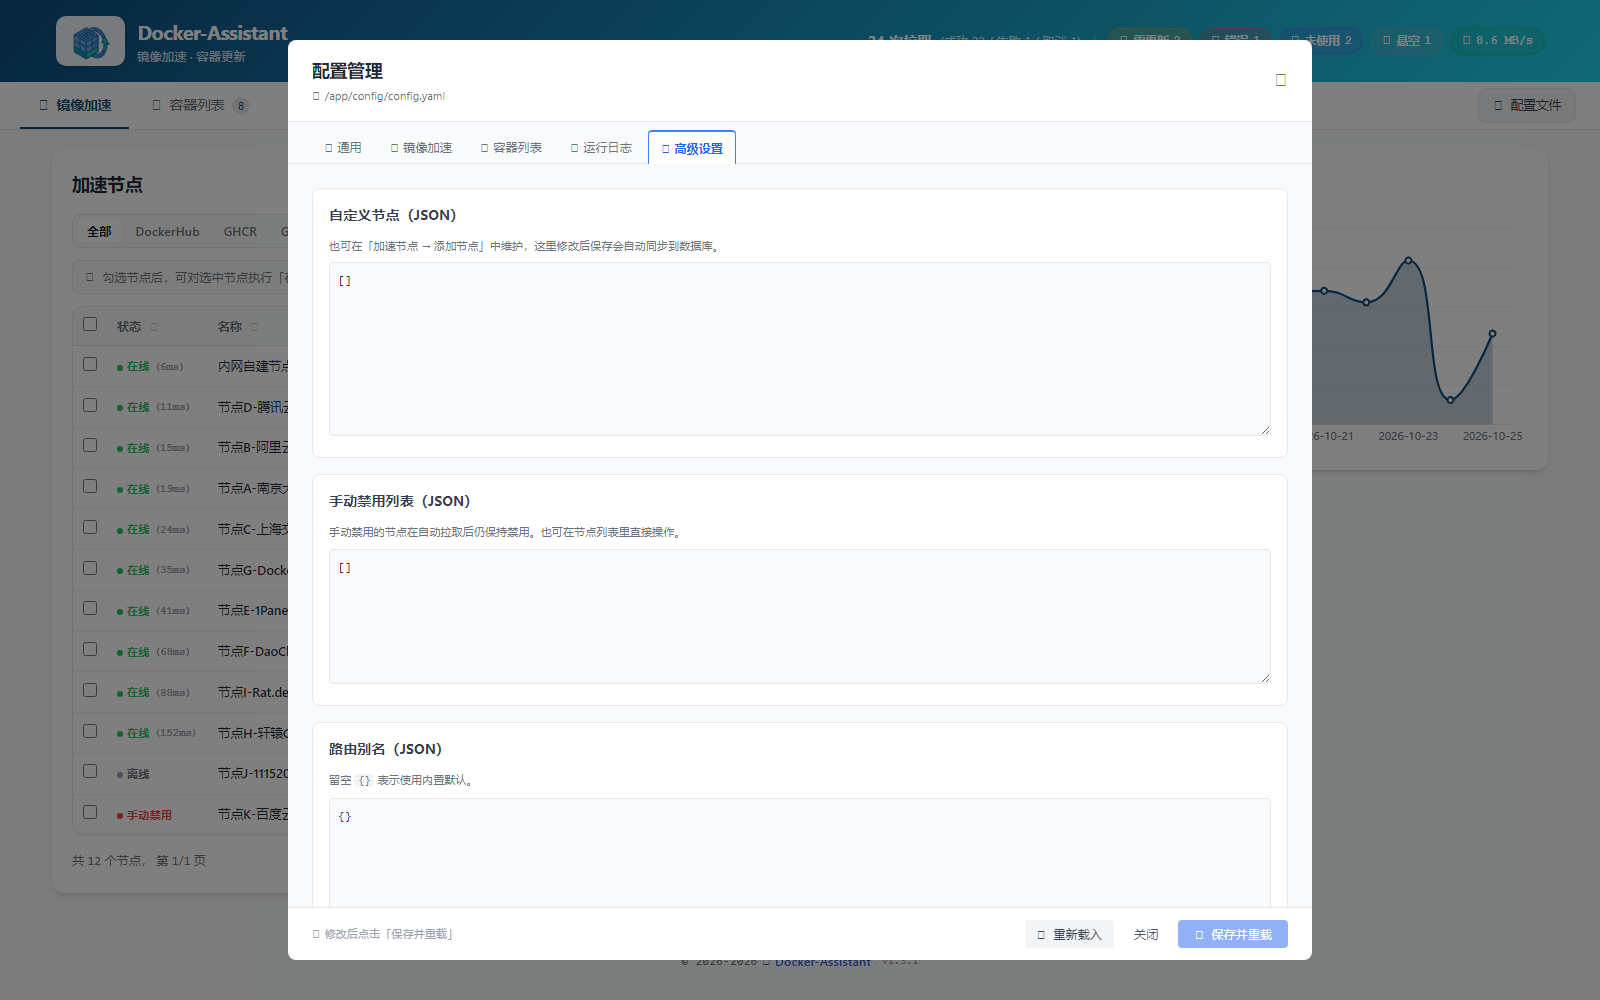 Docker-Assistant
镜像加速 · 容器更新
未使用 2
悬空 1
8.6 MB/s
镜像加速
容器列表 8
配置文件
加速节点
全部
DockerHub
GHCR
勾选节点后，可对选中节点执行「
状态
名称
在线 (6ms) 内网自建节点
在线 (11ms) 节点D-腾讯云
在线 (15ms) 节点B-阿里云
在线 (19ms) 节点A-南京大
在线 (24ms) 节点C-上海交
在线 (35ms) 节点G-Docke
在线 (41ms) 节点E-1Pane
在线 (68ms) 节点F-DaoCl
在线 (88ms) 节点I-Rat.de
在线 (152ms) 节点H-轩辕
离线 节点J-111520
手动禁用 节点K-百度云
共 12 个节点， 第 1/1 页
配置管理
/app/config/config.yaml
通用
镜像加速
容器列表
运行日志
高级设置
自定义节点（JSON）
也可在「加速节点 → 添加节点」中维护，这里修改后保存会自动同步到数据库。
[]
手动禁用列表（JSON）
手动禁用的节点在自动拉取后仍保持禁用。也可在节点列表里直接操作。
[]
路由别名（JSON）
留空 {} 表示使用内置默认。
{}
修改后点击「保存并重载」
重新载入
关闭
保存并重载
6-10-21
2026-10-23
2026-10-25
© 2026-2026 Docker-Assistant